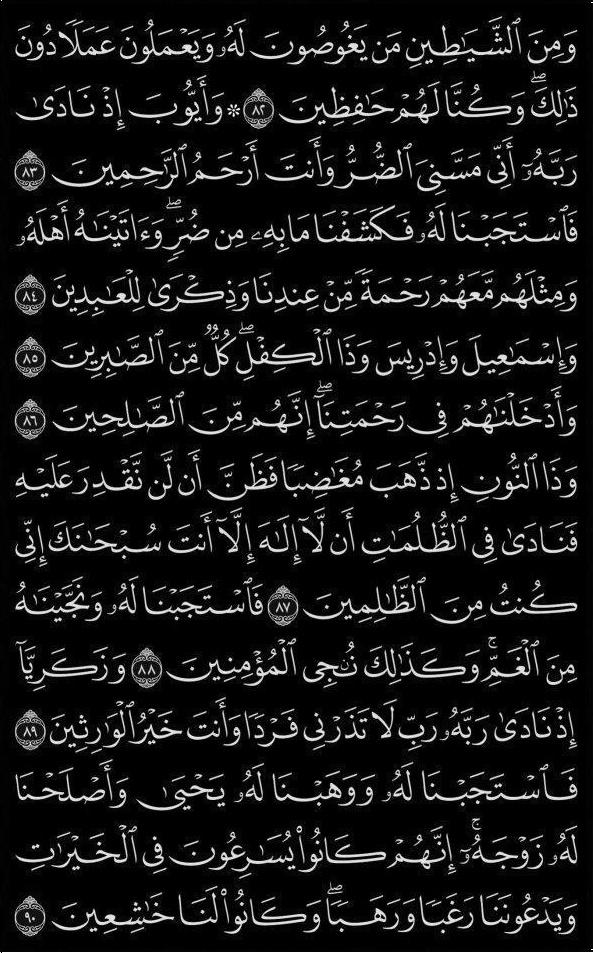 وَمِنَ ٱلشَّيَـٰطِينِ مَن يَغُوصُونَ لَهُۥ وَيَعۡمَلُونَ عَمَلٗا دُونَ
ذَٰلِكَۖ وَكُنَّا لَهُمۡ حَـٰفِظِينَ ٨٢ ۞ وَأَيُّوبَ إِذۡ نَادَىٰ
رَبَّهُۥٓ أَنِّي مَسَّنِيَ ٱلضُّرُّ وَأَنتَ أَرۡحَمُ ٱلرَّٰحِمِينَ ٨٣
فَٱسۡتَجَبۡنَا لَهُۥ فَكَشَفۡنَا مَا بِهِۦ مِن ضُرّٖۖ وَءَاتَيۡنَـٰهُ أَهۡلَهُۥ
وَمِثۡلَهُم مَّعَهُمۡ رَحۡمَةٗ مِّنۡ عِندِنَا وَذِكۡرَىٰ لِلۡعَـٰبِدِينَ ٨٤
وَإِسۡمَـٰعِيلَ وَإِدۡرِيسَ وَذَا ٱلۡكِفۡلِۖ كُلّٞ مِّنَ ٱلصَّـٰبِرِينَ ٨٥
وَأَدۡخَلۡنَـٰهُمۡ فِي رَحۡمَتِنَآۖ إِنَّهُم مِّنَ ٱلصَّـٰلِحِينَ ٨٦
وَذَا ٱلنُّونِ إِذ ذَّهَبَ مُغَـٰضِبٗا فَظَنَّ أَن لَّن نَّقۡدِرَ عَلَيۡهِ
فَنَادَىٰ فِي ٱلظُّلُمَـٰتِ أَن لَّآ إِلَـٰهَ إِلَّآ أَنتَ سُبۡحَـٰنَكَ إِنِّي
كُنتُ مِنَ ٱلظَّـٰلِمِينَ ٨٧ فَٱسۡتَجَبۡنَا لَهُۥ وَنَجَّيۡنَـٰهُ
مِنَ ٱلۡغَمِّۚ وَكَذَٰلِكَ نُـۨجِي ٱلۡمُؤۡمِنِينَ ٨٨ وَزَكَرِيَّآ
إِذۡ نَادَىٰ رَبَّهُۥ رَبِّ لَا تَذَرۡنِي فَرۡدٗا وَأَنتَ خَيۡرُ ٱلۡوَٰرِثِينَ ٨٩
فَٱسۡتَجَبۡنَا لَهُۥ وَوَهَبۡنَا لَهُۥ يَحۡيَىٰ وَأَصۡلَحۡنَا
لَهُۥ زَوۡجَهُۥٓۚ إِنَّهُمۡ كَانُواْ يُسَـٰرِعُونَ فِي ٱلۡخَيۡرَٰتِ
وَيَدۡعُونَنَا رَغَبٗا وَرَهَبٗاۖ وَكَانُواْ لَنَا خَـٰشِعِينَ ٩٠